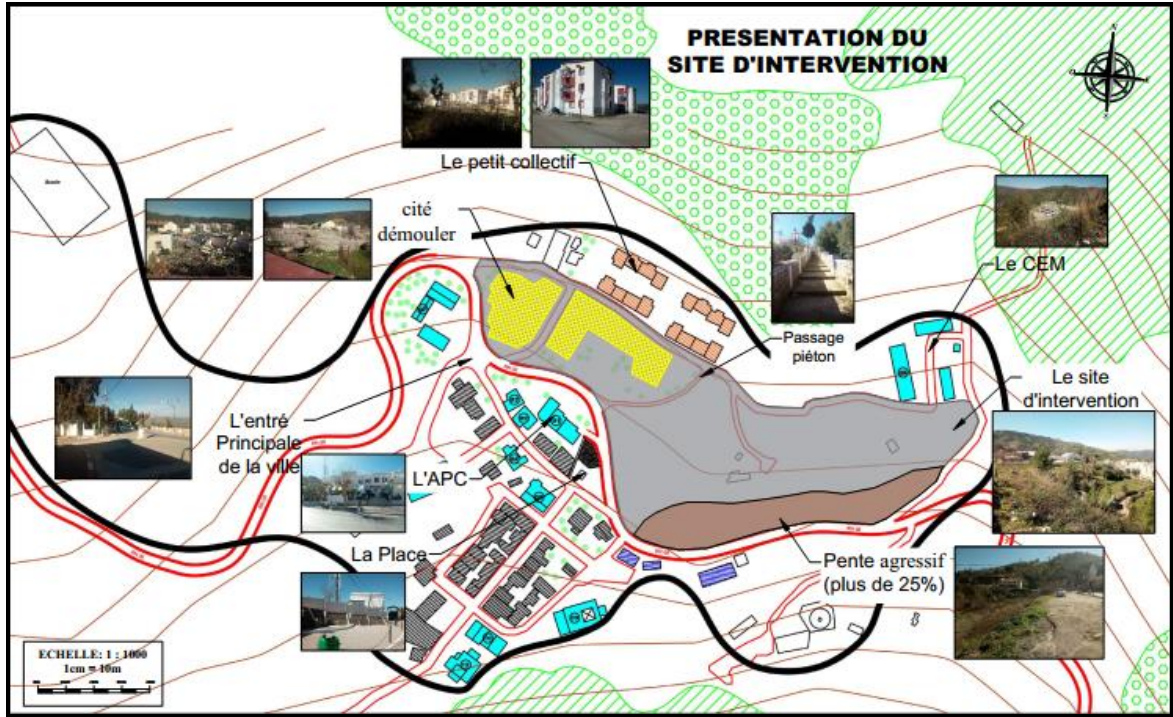 PRESENTATION DU
SITE D'INTERVENTION
Le petit collectif
cité
démouler
Le CEM
Passage
piéton
Le site
d'intervention
L'entré
Principale
de la ville
L'APC
La Place
Pente agressif
(plus de 25%)
ECHELLE: 1 : 1000
1cm = 10m